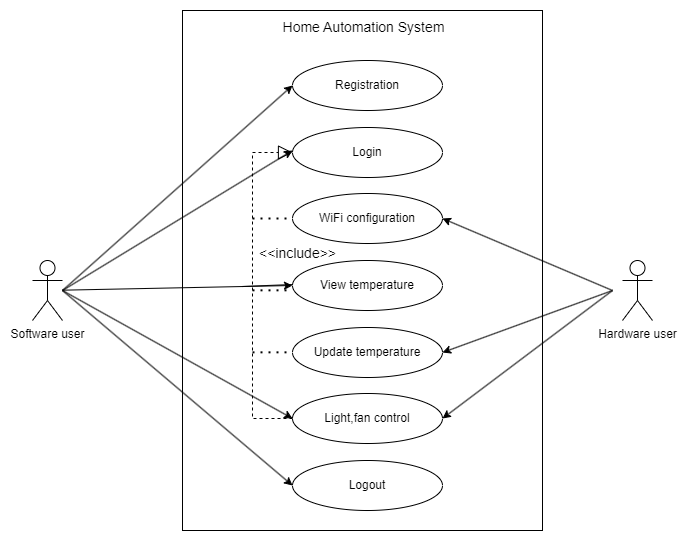 Home Automation System
Registration
Login
WiFi configuration
<<include>>
View temperature
Software user
Hardware user
Update temperature
Light,fan control
Logout